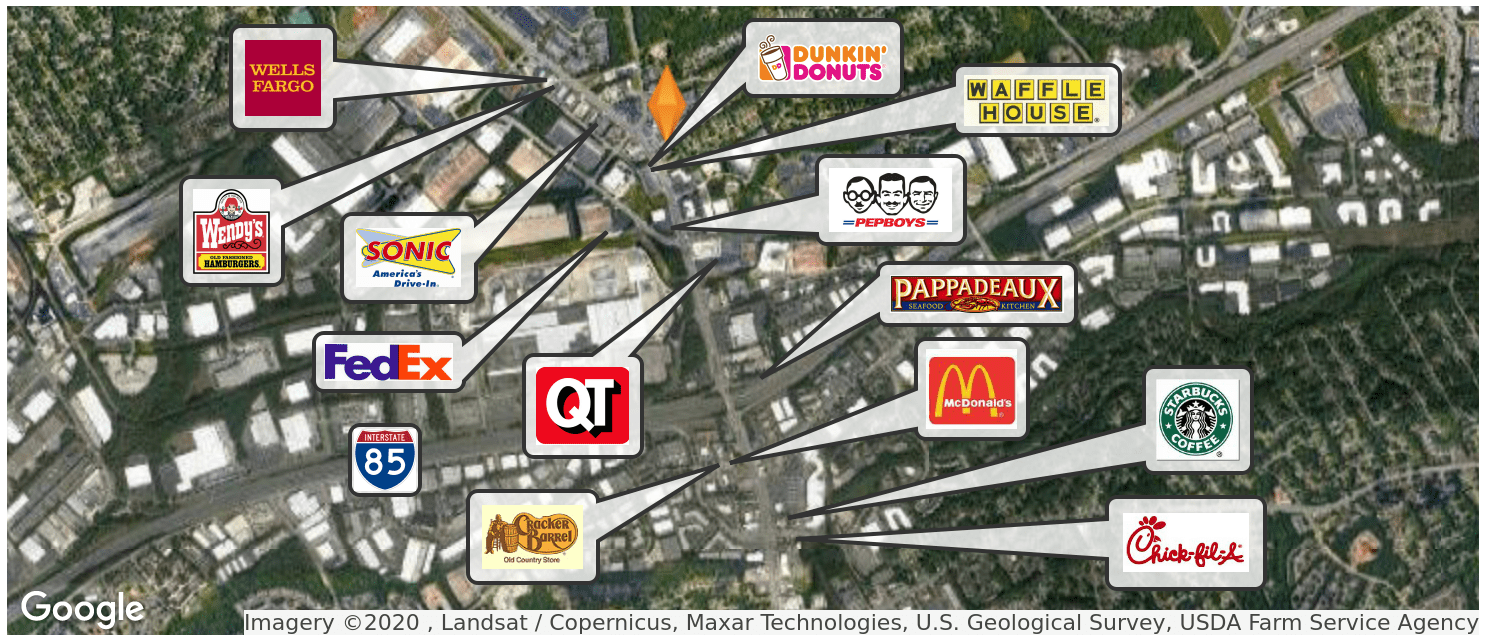 WELLS
FARGO
DUNKIN'
DONUTS
WAFFLE
HOUSE
WENDY'S
OLD FASHIONED
HAMBURGERS
SONIC
America's
Drive-In
PEPBOYS
PAPPADEAUX
SEAFOOD KITCHEN
FedEx
QT
McDonald's
STARBUCKS
COFFEE
INTERSTATE
85
Cracker
Barrel
Old Country Store
Chick-fil-A
Google
Imagery ©2020 , Landsat / Copernicus, Maxar Technologies, U.S. Geological Survey, USDA Farm Service Agency